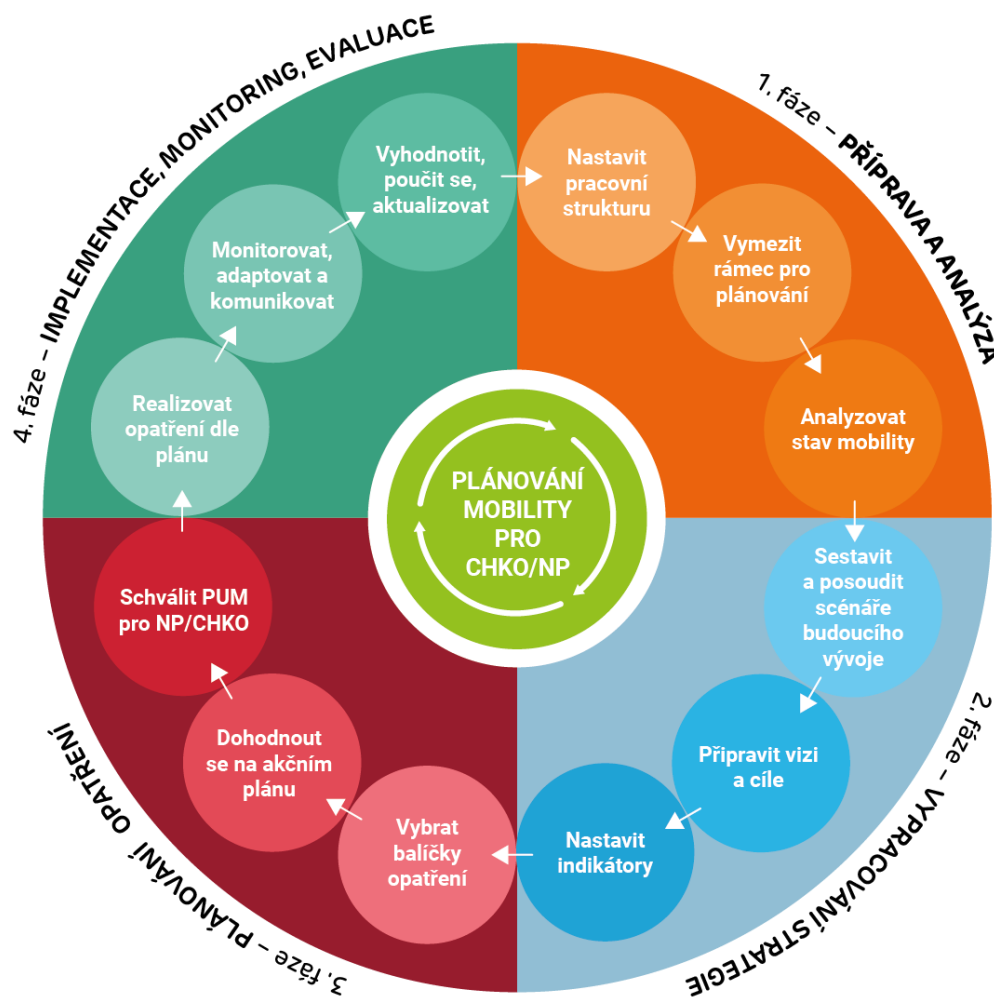 1. fáze – PŘÍPRAVA A ANALÝZA
Nastavit
pracovní
strukturu
Vymezit
rámec pro
plánování
Analyzovat
stav mobility
2. fáze – VYPRACOVÁNÍ STRATEGIE
Sestavit
a posoudit
scénáře
budoucího
vývoje
Připravit vizi
a cíle
Nastavit
indikátory
3. fáze – PLÁNOVÁNÍ OPATŘENÍ
Vybrat
balíčky
opatření
Dohodnout
se na akčním
plánu
Schválit PUM
pro NP/CHKO
4. fáze – IMPLEMENTACE, MONITORING, EVALUACE
Realizovat
opatření dle
plánu
Monitorovat,
adaptovat a
komunikovat
Vyhodnotit,
poučit se,
aktualizovat
PLÁNOVÁNÍ
MOBILITY
PRO
CHKO/NP